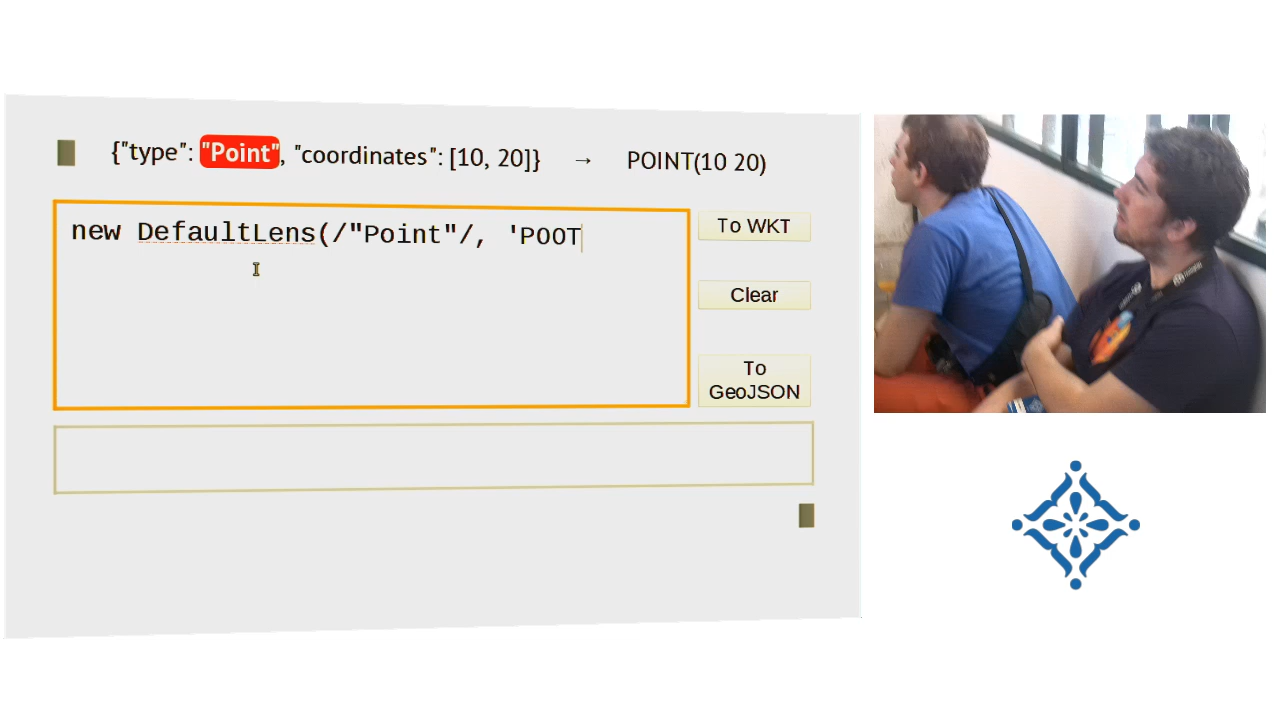 {"type": "Point", "coordinates": [10, 20]} → POINT(10 20)
new DefaultLens(/"Point"/, 'POOT
To WKT
Clear
To
GeoJSON